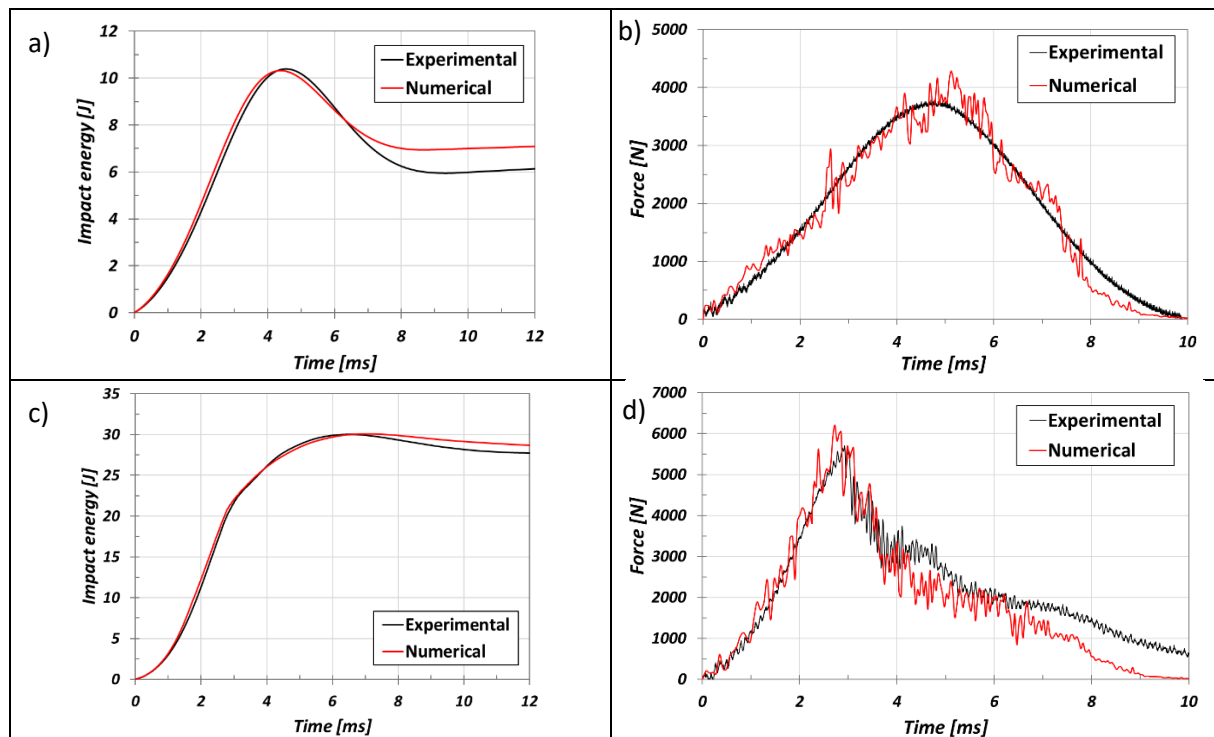 a)
12
10
8
6
4
2
0
Impact energy [J]
Experimental
Numerical
0 2 4 6 8 10 12
Time [ms]
b)
5000
4000
3000
2000
1000
0
Force [N]
Experimental
Numerical
0 2 4 6 8 10
Time [ms]
c)
35
30
25
20
15
10
5
0
Impact energy [J]
Experimental
Numerical
0 2 4 6 8 10 12
Time [ms]
d)
7000
6000
5000
4000
3000
2000
1000
0
Force [N]
Experimental
Numerical
0 2 4 6 8 10
Time [ms]